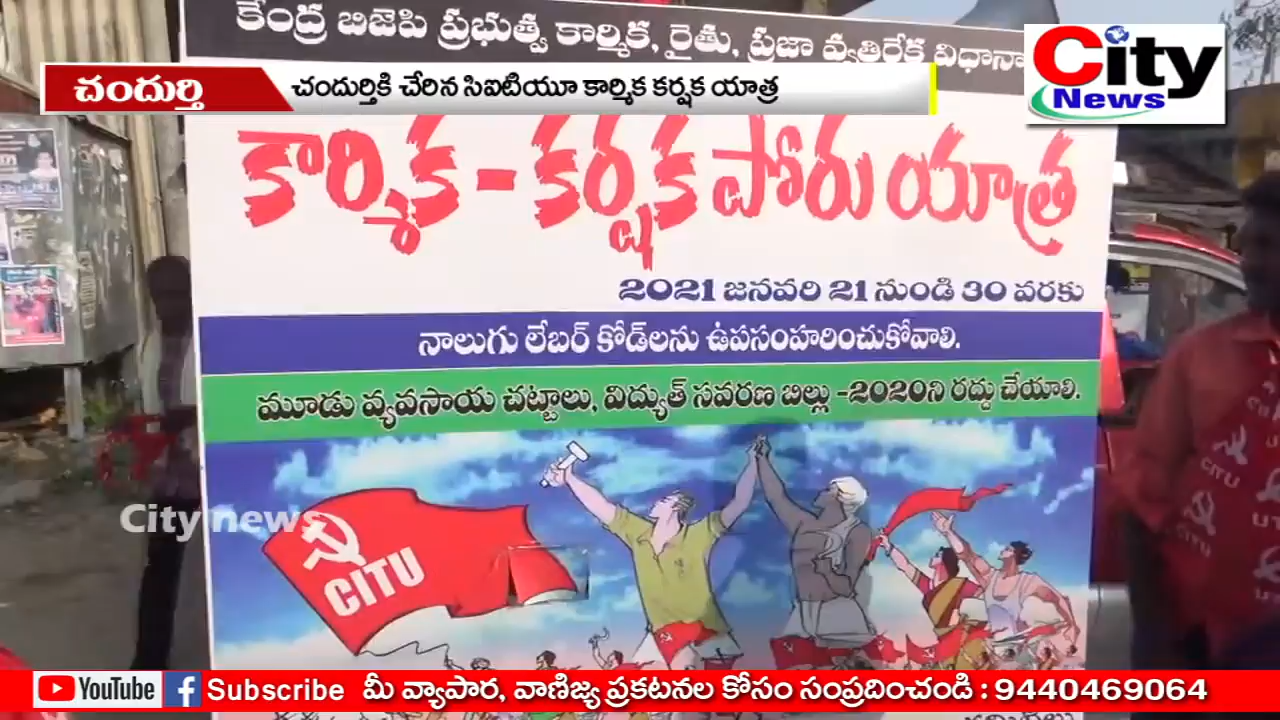 కేంద్ర బిజెపి ప్రభుత్వ కార్మిక, రైతు, ప్రజా వ్యతిరేక
City News
చందుర్తి
చందుర్తికి చేరిన సిఐటియూ కార్మిక కర్షక యాత్ర
కార్మిక - కర్షక పోరు యాత్ర
2021 జనవరి 21 నుండి 30 వరకు
నాలుగు లేబర్ కోడ్‌లను ఉపసంహరించుకోవాలి.
మూడు వ్యవసాయ చట్టాలు, విద్యుత్ సవరణ బిల్లు -2020ని రద్దు చేయాలి.
CITU
CITU
CITU
City news
YouTube f Subscribe మీ వ్యాపార, వాణిజ్య ప్రకటనల కోసం సంప్రదించండి : 9440469064